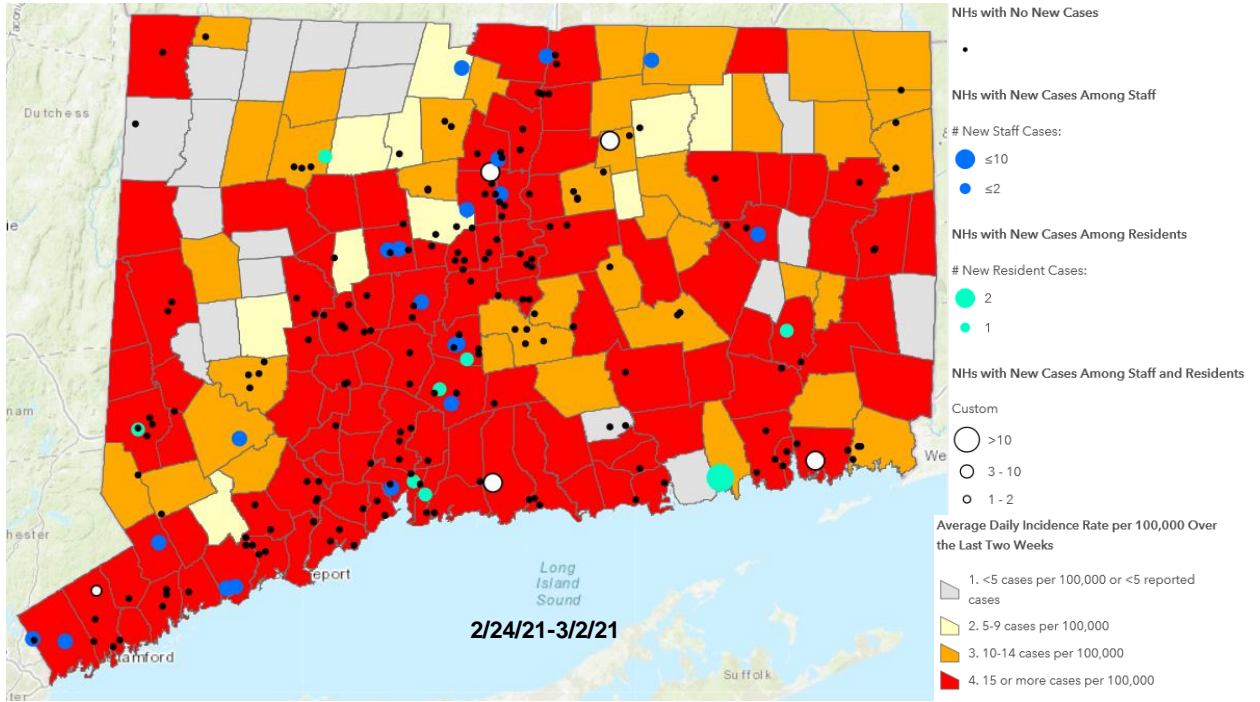 Dutchess
ne
nam
hester
ter
eport
Stamford
Long
Island
Sound
2/24/21-3/2/21
Suffolk
We
NHs with No New Cases
NHs with New Cases Among Staff
# New Staff Cases:
≤10
≤2
NHs with New Cases Among Residents
# New Resident Cases:
2
1
NHs with New Cases Among Staff and Residents
Custom
>10
3 - 10
1 - 2
Average Daily Incidence Rate per 100,000 Over
the Last Two Weeks
1. <5 cases per 100,000 or <5 reported
cases
2. 5-9 cases per 100,000
3. 10-14 cases per 100,000
4. 15 or more cases per 100,000